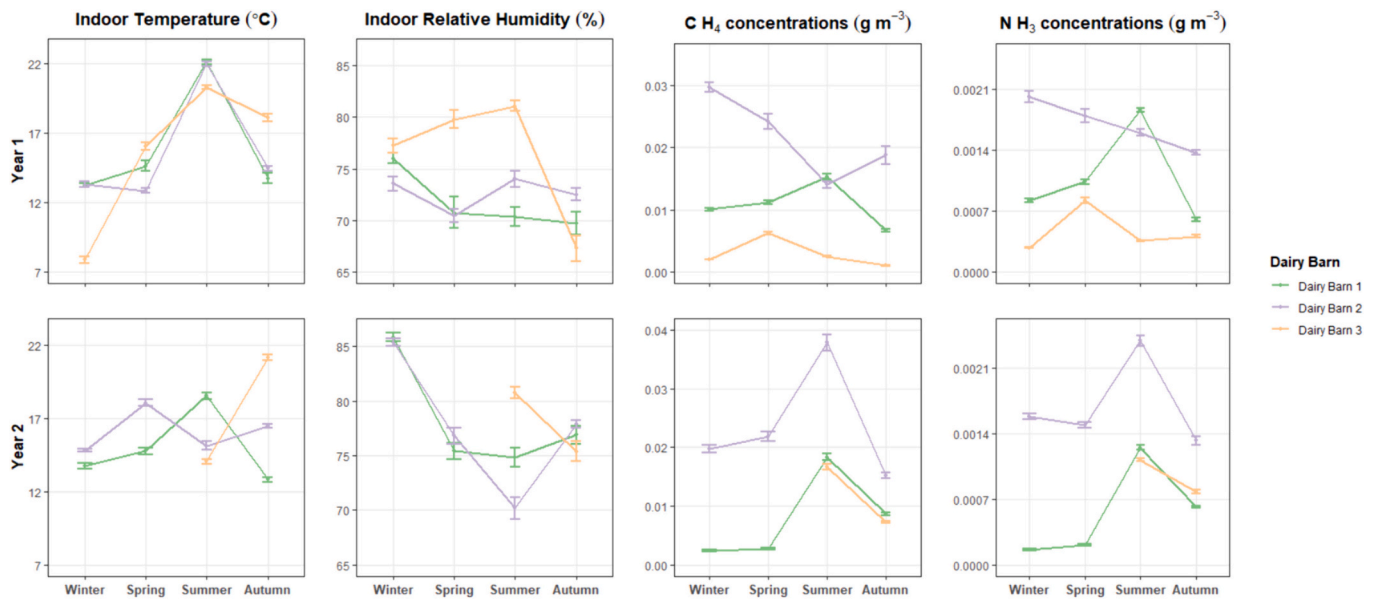 Indoor Temperature (°C)
Indoor Relative Humidity (%)
C H₄ concentrations (g m⁻³)
N H₃ concentrations (g m⁻³)
Year 1
22
17
12
7
85
80
75
70
65
0.03
0.02
0.01
0.00
0.0021
0.0014
0.0007
0.0000
Dairy Barn
Dairy Barn 1
Dairy Barn 2
Dairy Barn 3
Year 2
22
17
12
7
85
80
75
70
65
0.04
0.03
0.02
0.01
0.00
0.0021
0.0014
0.0007
0.0000
Winter Spring Summer Autumn
Winter Spring Summer Autumn
Winter Spring Summer Autumn
Winter Spring Summer Autumn